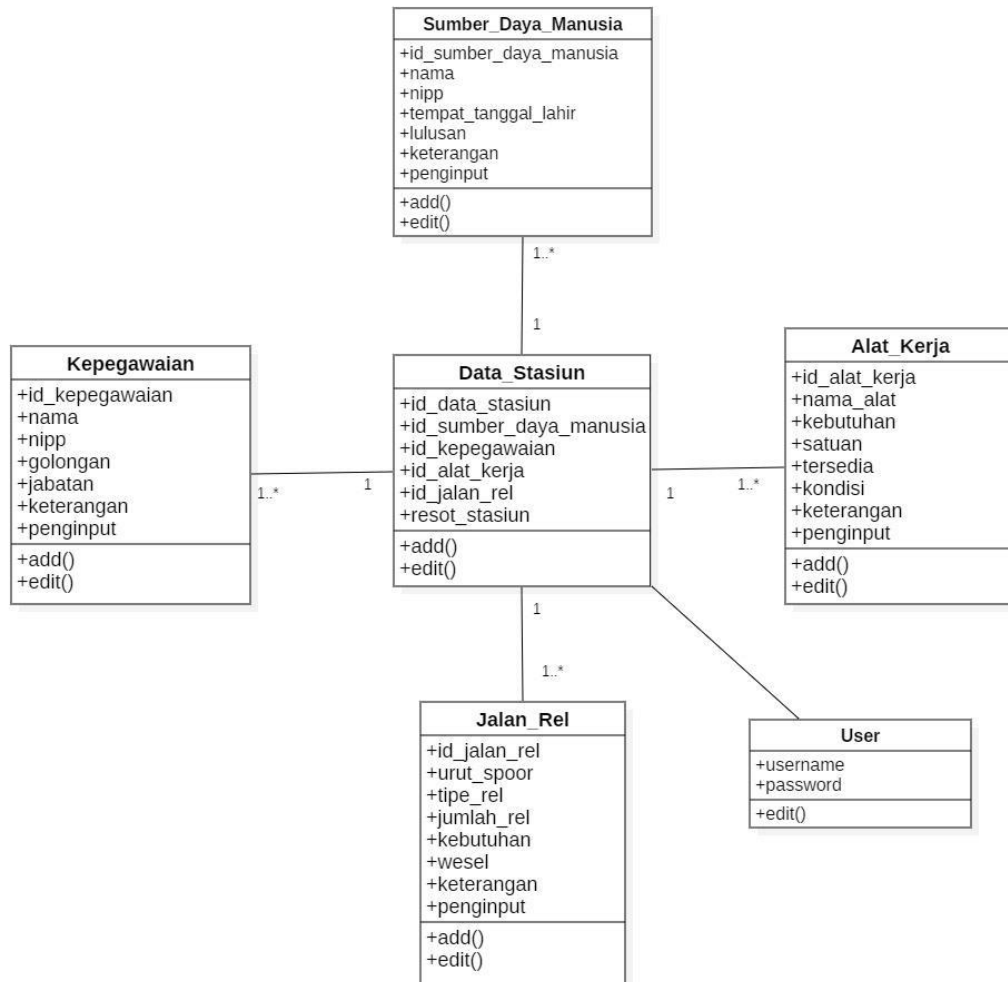 Sumber_Daya_Manusia
+id_sumber_daya_manusia
+nama
+nipp
+tempat_tanggal_lahir
+lulusan
+keterangan
+penginput
+add()
+edit()
1..*
1
Kepegawaian
+id_kepegawaian
+nama
+nipp
+golongan
+jabatan
+keterangan
+penginput
+add()
+edit()
1..*
1
Data_Stasiun
+id_data_stasiun
+id_sumber_daya_manusia
+id_kepegawaian
+id_alat_kerja
+id_jalan_rel
+resot_stasiun
+add()
+edit()
1
1..*
Alat_Kerja
+id_alat_kerja
+nama_alat
+kebutuhan
+satuan
+tersedia
+kondisi
+keterangan
+penginput
+add()
+edit()
1
1..*
Jalan_Rel
+id_jalan_rel
+urut_spoor
+tipe_rel
+jumlah_rel
+kebutuhan
+wesel
+keterangan
+penginput
+add()
+edit()
User
+username
+password
+edit()